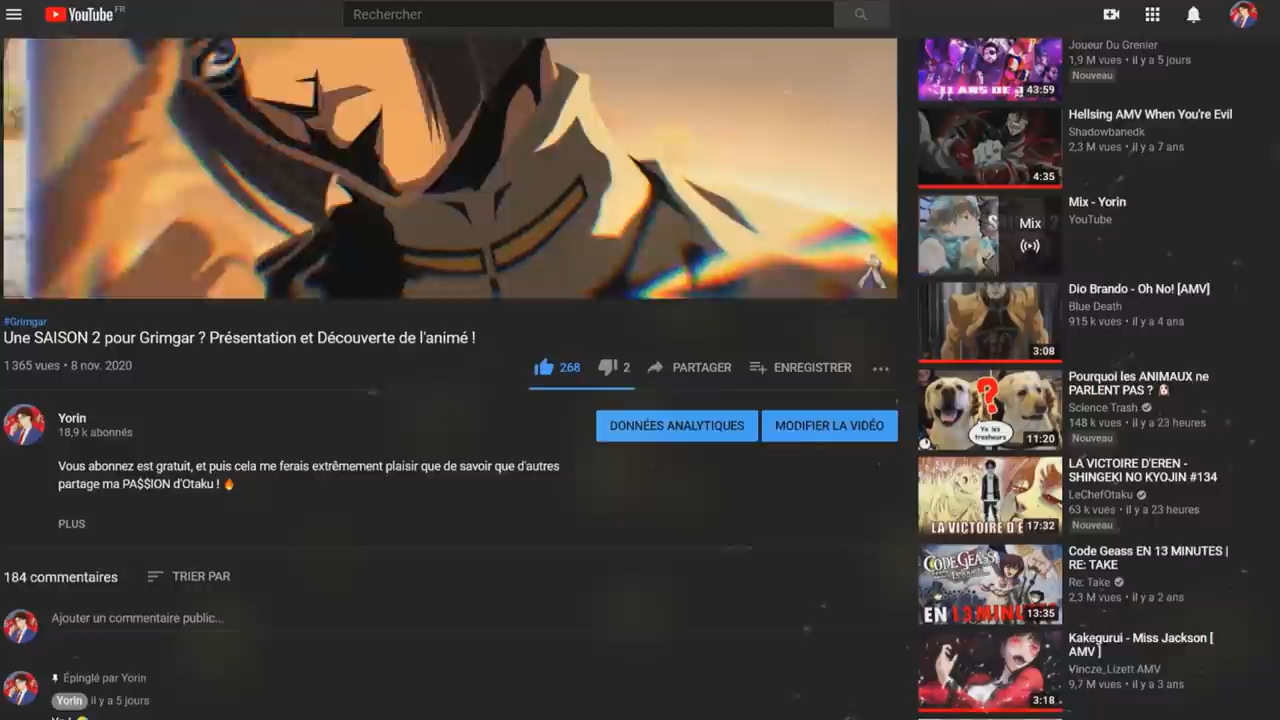 YouTube FR
Rechercher
#Grimgar
Une SAISON 2 pour Grimgar ? Présentation et Découverte de l'animé !
1 365 vues • 8 nov. 2020
268
2
PARTAGER
ENREGISTRER
Yorin
18,9 k abonnés
DONNÉES ANALYTIQUES
MODIFIER LA VIDÉO
Vous abonnez est gratuit, et puis cela me ferais extrêmement plaisir que de savoir que d'autres
partage ma PA$$ION d'Otaku ! 🔥
PLUS
184 commentaires
TRIER PAR
Ajouter un commentaire public...
Épinglé par Yorin
Yorin il y a 5 jours
11 ANS DE
43:59
Joueur Du Grenier
1,9 M vues • il y a 5 jours
Nouveau
4:35
Hellsing AMV When You're Evil
Shadowbanedk
2,3 M vues • il y a 7 ans
Mix
Mix - Yorin
YouTube
3:08
Dio Brando - Oh No! [AMV]
Blue Death
915 k vues • il y a 4 ans
?
Ye les
trasheurs
11:20
Pourquoi les ANIMAUX ne
PARLENT PAS ?
Science Trash
148 k vues • il y a 23 heures
Nouveau
LA VICTOIRE D'E
17:32
LA VICTOIRE D'EREN -
SHINGEKI NO KYOJIN #134
LeChefOtaku
63 k vues • il y a 23 heures
Nouveau
CODE GEASS
EN 13 MINU
13:35
Code Geass EN 13 MINUTES |
RE: TAKE
Re: Take
2,3 M vues • il y a 2 ans
3:18
Kakegurui - Miss Jackson [
AMV ]
Vincze_Lizett AMV
9,7 M vues • il y a 3 ans